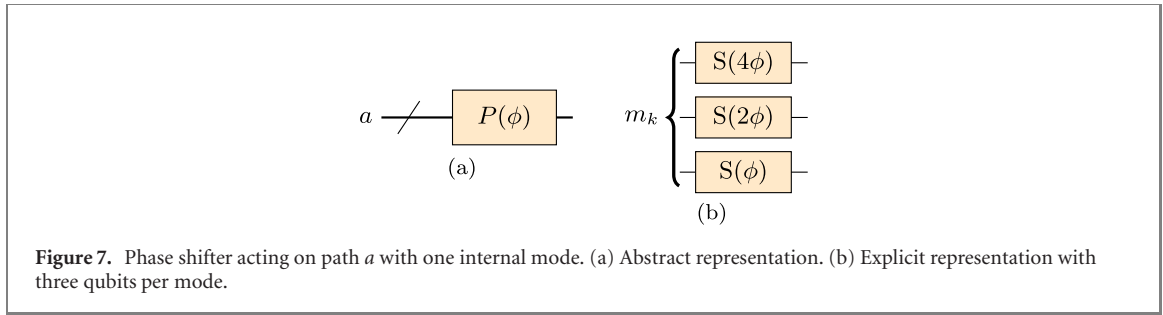 S(4φ)
a P(φ) m_k S(2φ)
(a) S(φ)
(b)
Figure 7. Phase shifter acting on path a with one internal mode. (a) Abstract representation. (b) Explicit representation with
three qubits per mode.